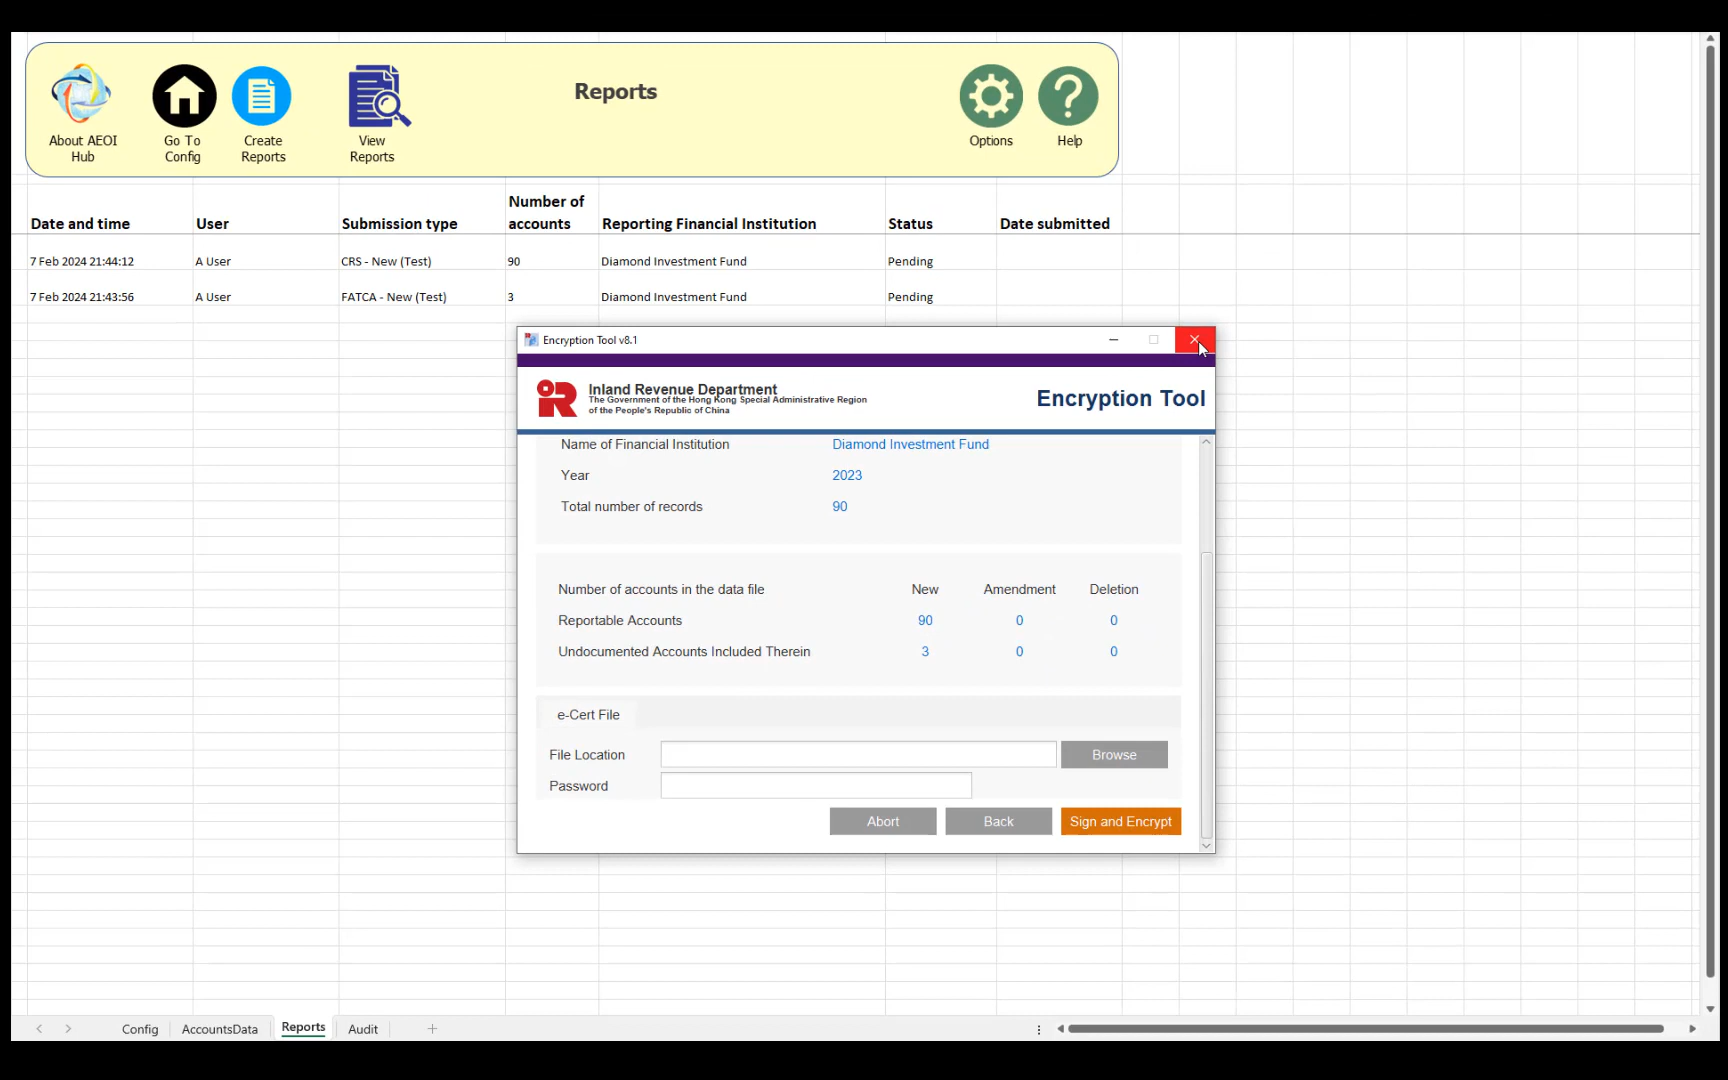 Reports
About AEOI
Hub
Go To
Config
Create
Reports
View
Reports
Options
Help
Date and time User Submission type Number of accounts Reporting Financial Institution Status Date submitted
7 Feb 2024 21:44:12 A User CRS - New (Test) 90 Diamond Investment Fund Pending
7 Feb 2024 21:43:56 A User FATCA - New (Test) 3 Diamond Investment Fund Pending
Encryption Tool v8.1
Inland Revenue Department
The Government of the Hong Kong Special Administrative Region
of the People's Republic of China
Encryption Tool
Name of Financial Institution Diamond Investment Fund
Year 2023
Total number of records 90
Number of accounts in the data file New Amendment Deletion
Reportable Accounts 90 0 0
Undocumented Accounts Included Therein 3 0 0
e-Cert File
File Location Browse
Password
Abort Back Sign and Encrypt
Config AccountsData Reports Audit